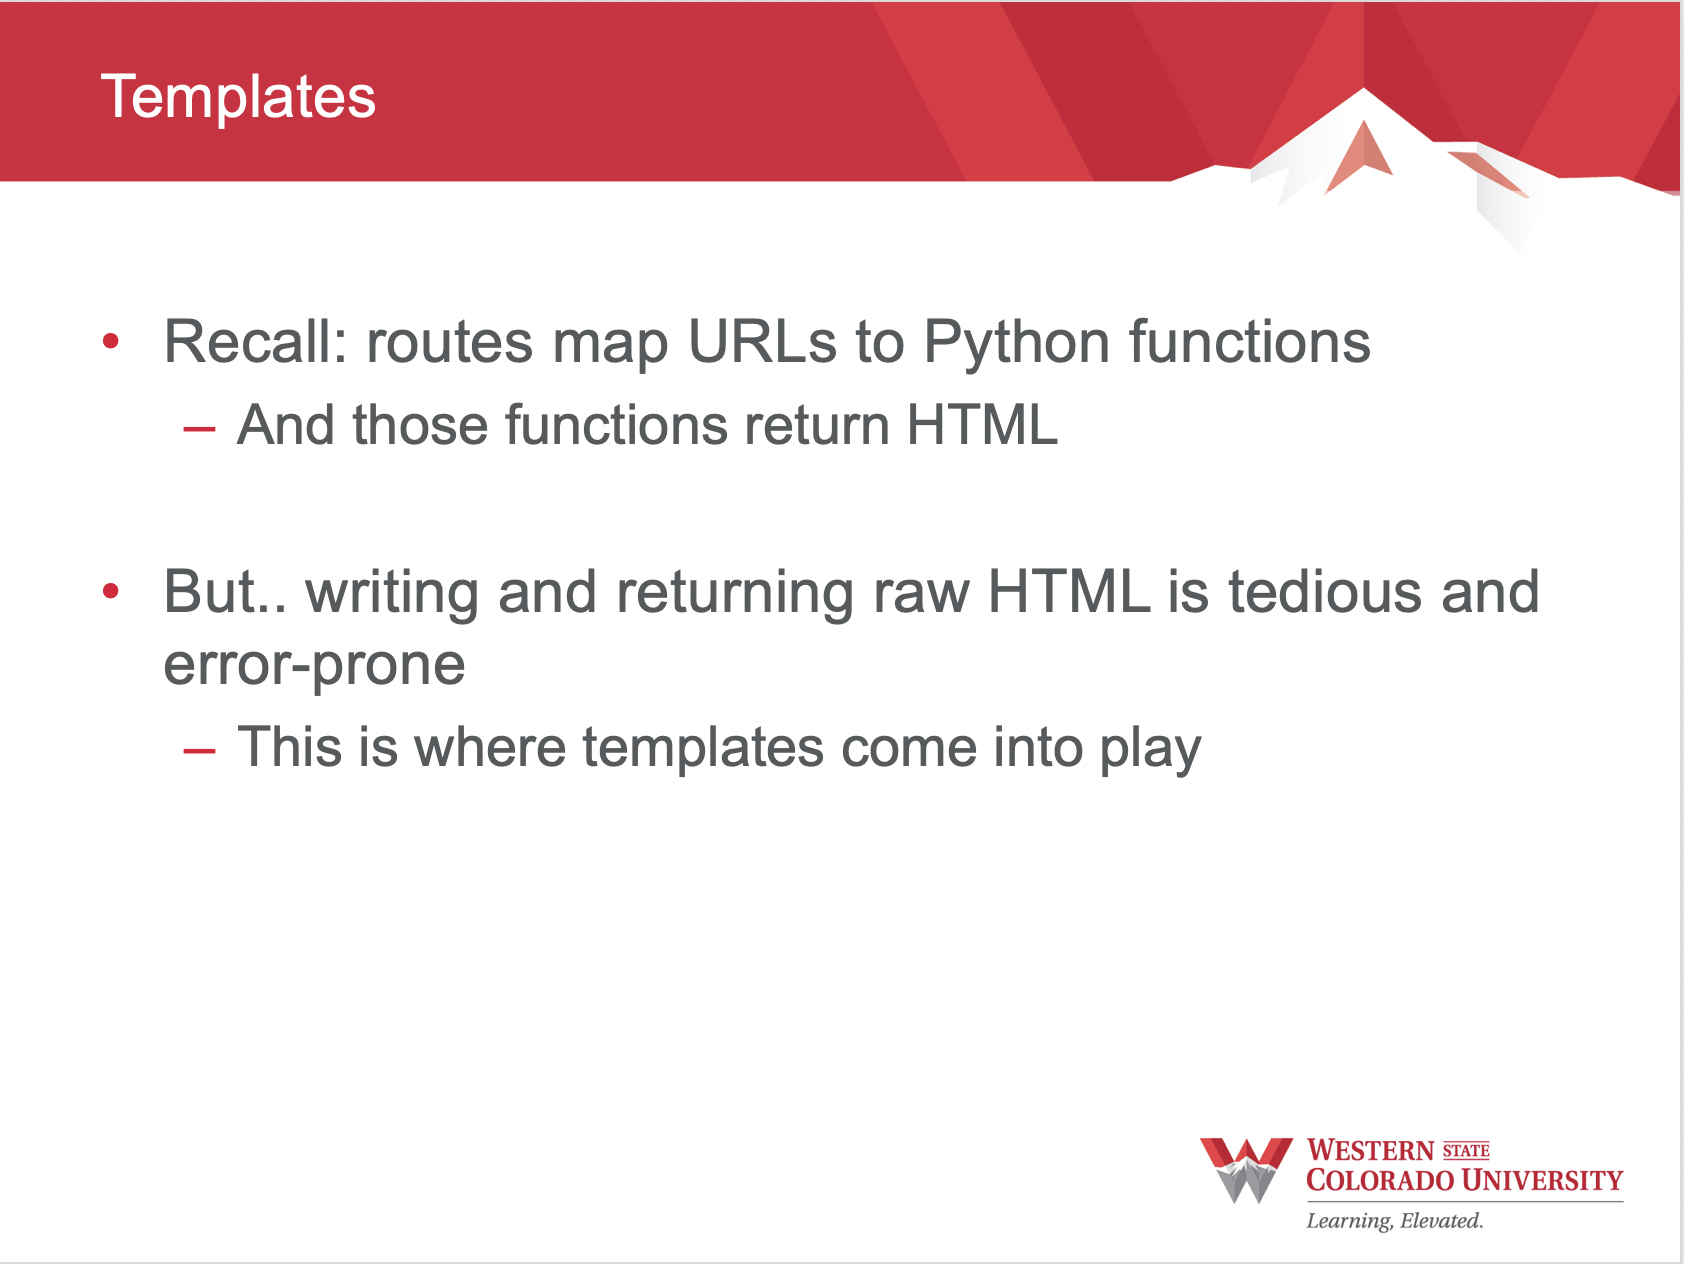 Templates
• Recall: routes map URLs to Python functions
– And those functions return HTML
• But.. writing and returning raw HTML is tedious and
error-prone
– This is where templates come into play
WESTERN STATE
COLORADO UNIVERSITY
Learning, Elevated.